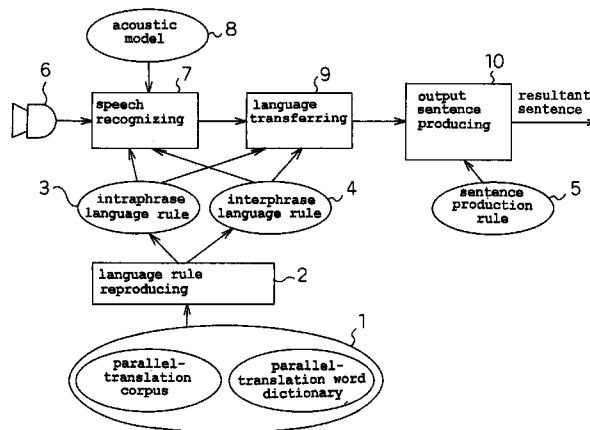 acoustic
model
8
6
7
9
10
speech
recognizing
language
transferring
output
sentence
producing
resultant
sentence
3
intraphrase
language rule
interphrase
language rule
4
sentence
production
rule
5
language rule
reproducing
2
1
parallel-
translation
corpus
parallel-
translation word
dictionary